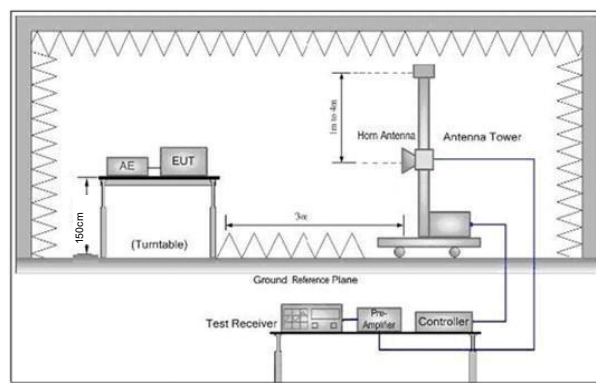 1m to 4m
Horn Antenna
Antenna Tower
AE
EUT
150cm
(Turntable)
3m
Ground Reference Plane
Test Receiver
Pre-
Amplifier
Controller